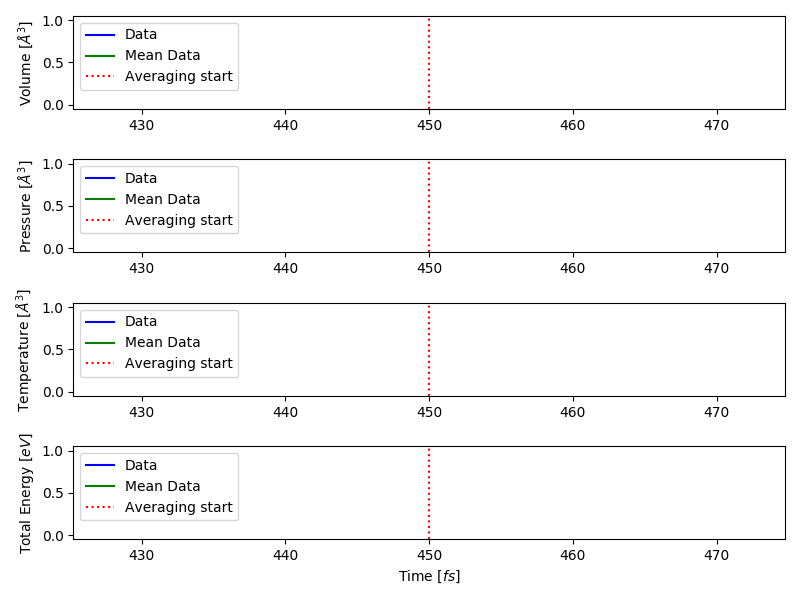 Volume [Å³]
1.0
0.5
0.0
Data
Mean Data
Averaging start
430 440 450 460 470
Pressure [Å³]
1.0
0.5
0.0
Data
Mean Data
Averaging start
430 440 450 460 470
Temperature [Å³]
1.0
0.5
0.0
Data
Mean Data
Averaging start
430 440 450 460 470
Total Energy [eV]
1.0
0.5
0.0
Data
Mean Data
Averaging start
430 440 450 460 470
Time [fs]